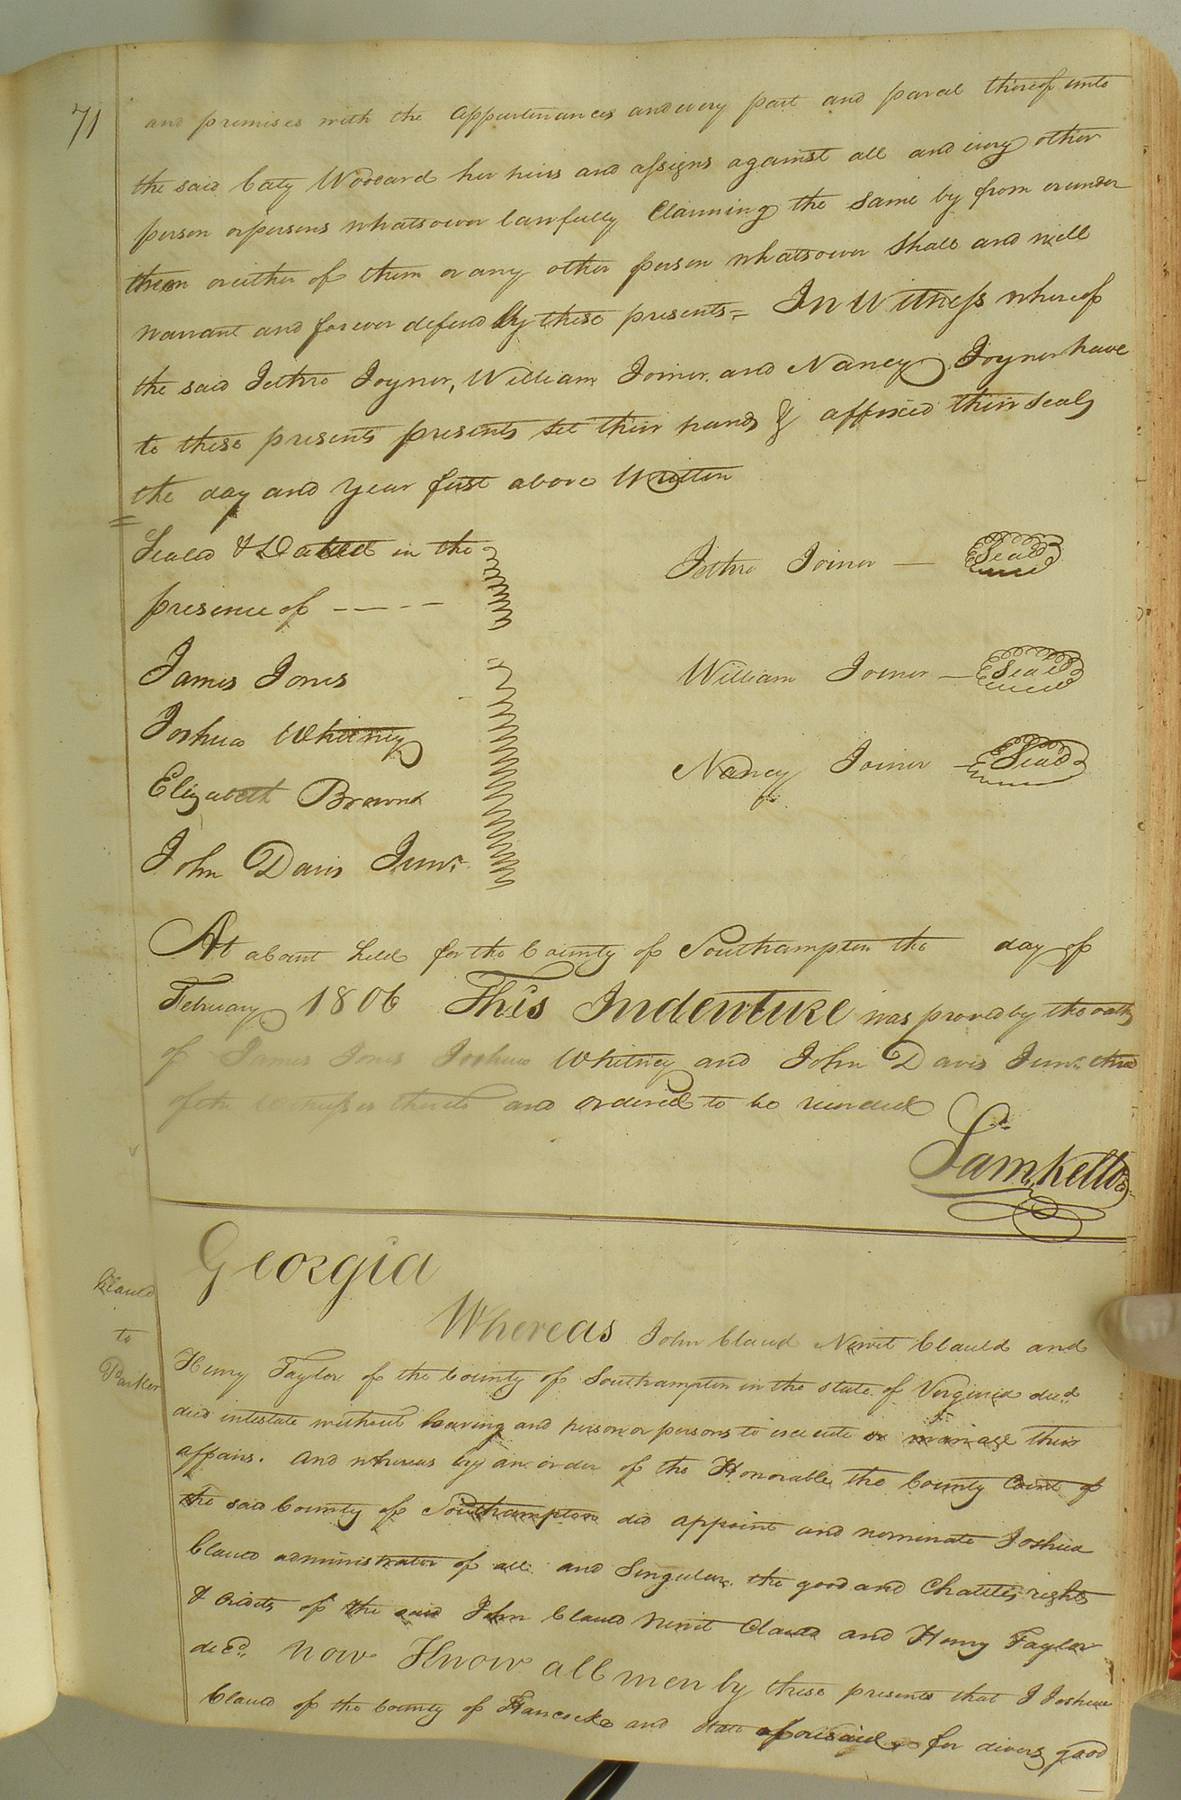 71
and premises with the appurtenances and every part and parcel thereof unto
the said Caty Woodard her heirs and assigns against all and every other
person or persons whatsoever lawfully Claiming the same by from or under
them or either of them or any other person whatsoever Shall and will
warrant and forever defend by these presents= In Witness whereof
the said Jethro Joyner, William Joiner and Nancy Joyner have
to these presents presents set their hands & affixed their seals
the day and Year first above Written
Sealed & Dated in the
presence of - - - -
Jethro Joiner — Seal
James Jones
William Joiner — Seal
Joshua Whitney
Nancy Joiner — Seal
Elizabeth Brown
John Davis Junr.
At a Court held for the County of Southampton the day of
February 1806 This Indenture was proved by the oaths
of James Jones Joshua Whitney and John Davis Junr. three
of the Witnesses thereto and ordered to be recorded
Sam. Kello
Georgia
Claud
to
Parker
Whereas John Claud Newit Clauld and
Henry Taylor of the County of Southampton in the state of Virginia decd.
died intestate without leaving and person or persons to execute or manage their
affairs. And whereas by an order of the Honorable the County Court of
the said County of Southampton did appoint and nominate Joshua
Claud administrator of all and Singular the good and Chattles rights
& Credits of the said John Claud Newit Claud and Henry Taylor
decd. Now Know all men by these presents that I Joshua
Claud of the County of Hancocke and state aforesaid for divers good